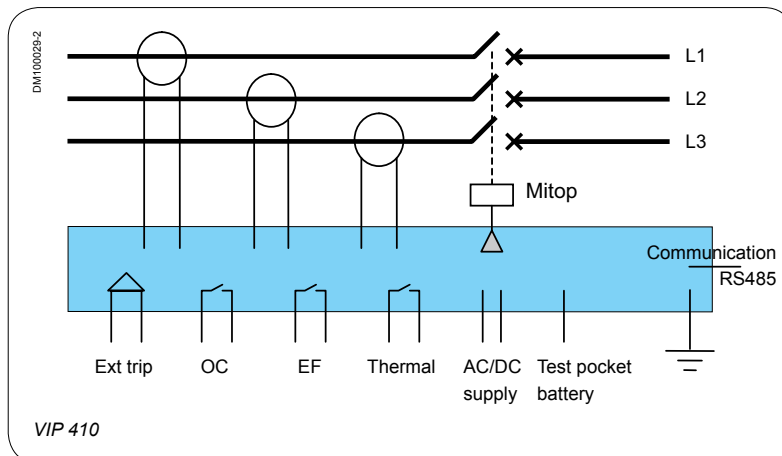 DM100029-2
L1
L2
L3
Mitop
Communication
RS485
Ext trip
OC
EF
Thermal
AC/DC
supply
Test pocket
battery
VIP 410